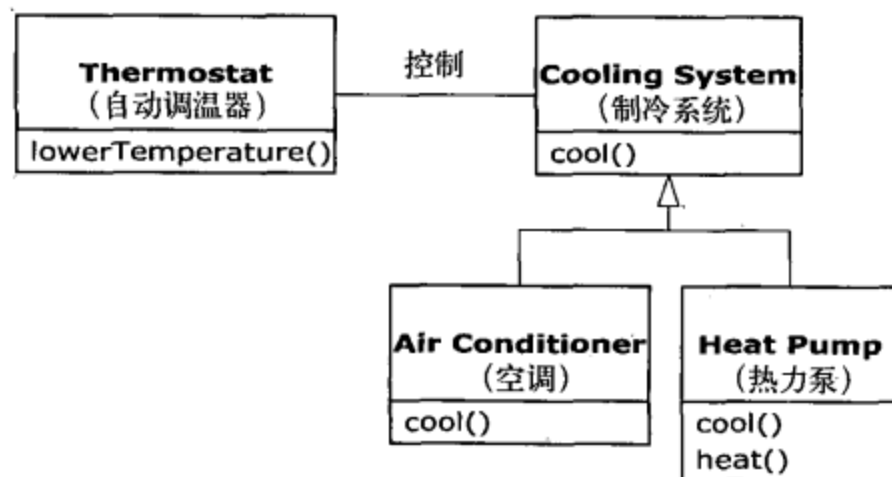 Thermostat
（自动调温器）
lowerTemperature()
控制
Cooling System
（制冷系统）
cool()
Air Conditioner
（空调）
cool()
Heat Pump
（热力泵）
cool()
heat()